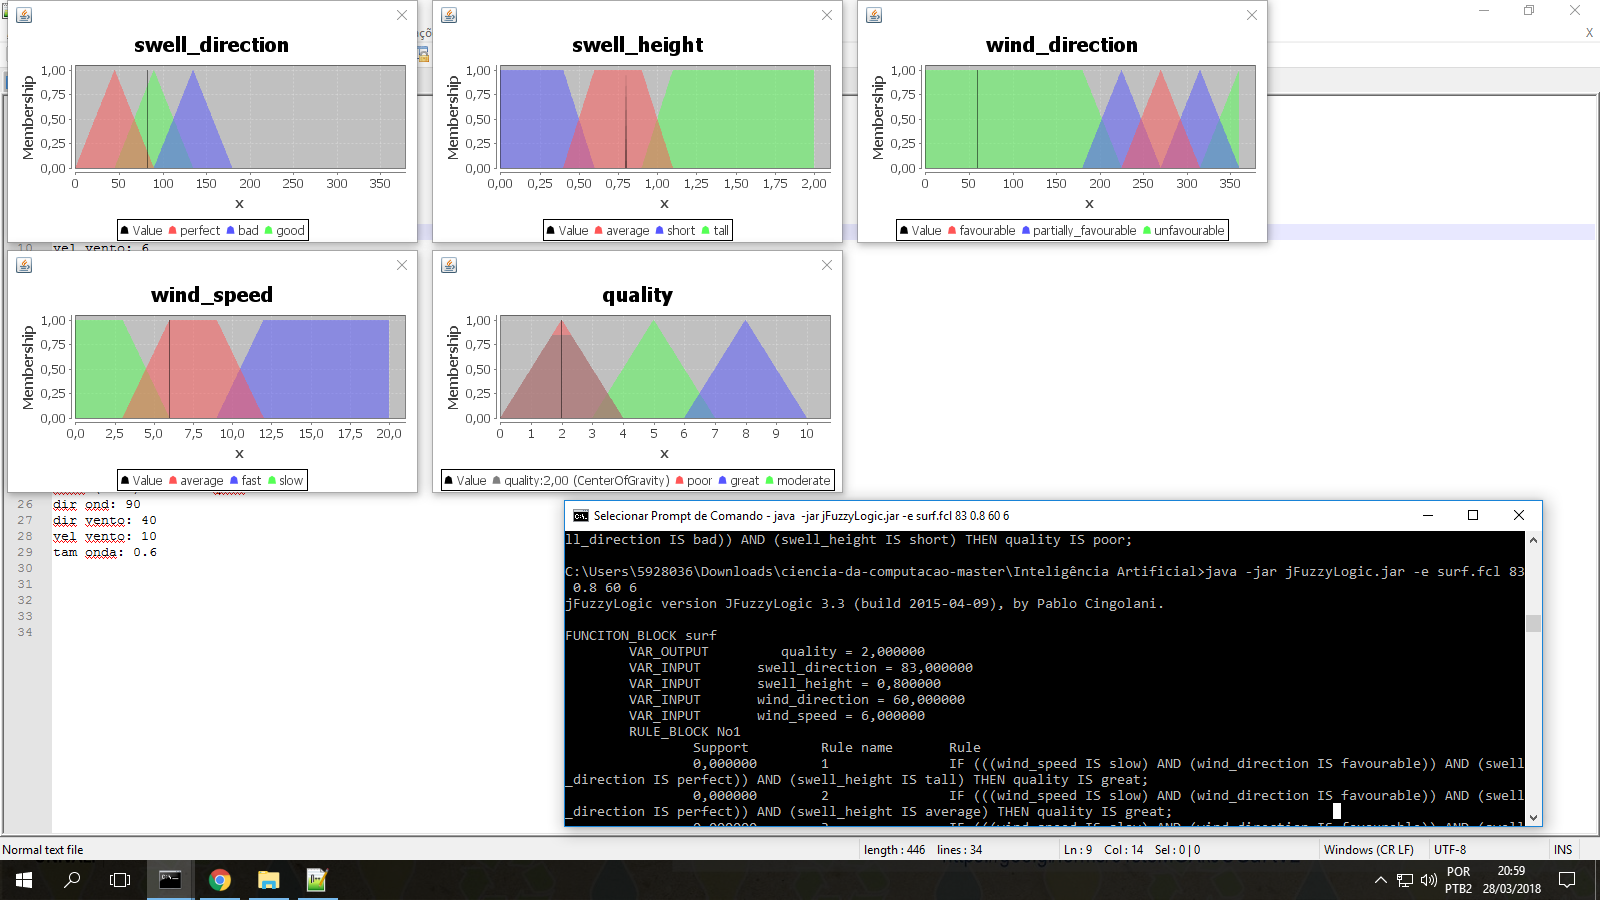 swell_direction
1,00
0,75
0,50
0,25
0,00
Membership
0 50 100 150 200 250 300 350
x
Value perfect bad good
swell_height
1,00
0,75
0,50
0,25
0,00
Membership
0,00 0,25 0,50 0,75 1,00 1,25 1,50 1,75 2,00
x
Value average short tall
wind_direction
1,00
0,75
0,50
0,25
0,00
Membership
0 50 100 150 200 250 300 350
x
Value favourable partially_favourable unfavourable
X
10 vel vento: 6
wind_speed
1,00
0,75
0,50
0,25
0,00
Membership
0,0 2,5 5,0 7,5 10,0 12,5 15,0 17,5 20,0
x
Value average fast slow
quality
1,00
0,75
0,50
0,25
0,00
Membership
0 1 2 3 4 5 6 7 8 9 10
x
Value quality:2,00 (CenterOfGravity) poor great moderate
26 dir ond: 90
27 dir vento: 40
28 vel vento: 10
29 tam onda: 0.6
30
31
32
33
34
Selecionar Prompt de Comando - java -jar jFuzzyLogic.jar -e surf.fcl 83 0.8 60 6
ll_direction IS bad)) AND (swell_height IS short) THEN quality IS poor;
C:\Users\5928036\Downloads\ciencia-da-computacao-master\Inteligência Artificial>java -jar jFuzzyLogic.jar -e surf.fcl 83
0.8 60 6
jFuzzyLogic version JFuzzyLogic 3.3 (build 2015-04-09), by Pablo Cingolani.
FUNCITON_BLOCK surf
VAR_OUTPUT quality = 2,000000
VAR_INPUT swell_direction = 83,000000
VAR_INPUT swell_height = 0,800000
VAR_INPUT wind_direction = 60,000000
VAR_INPUT wind_speed = 6,000000
RULE_BLOCK No1
Support Rule name Rule
0,000000 1 IF (((wind_speed IS slow) AND (wind_direction IS favourable)) AND (swell
_direction IS perfect)) AND (swell_height IS tall) THEN quality IS great;
0,000000 2 IF (((wind_speed IS slow) AND (wind_direction IS favourable)) AND (swell
_direction IS perfect)) AND (swell_height IS average) THEN quality IS great;
Normal text file length : 446 lines : 34 Ln : 9 Col : 14 Sel : 0 | 0 Windows (CR LF) UTF-8 INS
POR
PTB2
20:59
28/03/2018